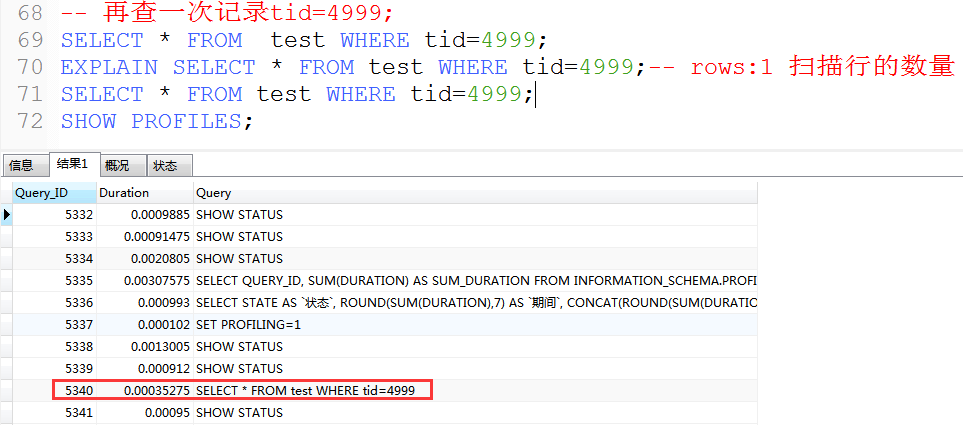 68 -- 再查一次记录tid=4999;
69 SELECT * FROM  test WHERE tid=4999;
70 EXPLAIN SELECT * FROM test WHERE tid=4999;-- rows:1 扫描行的数量
71 SELECT * FROM test WHERE tid=4999;
72 SHOW PROFILES;
信息 结果1 概况 状态
Query_ID Duration Query
5332 0.0009885 SHOW STATUS
5333 0.00091475 SHOW STATUS
5334 0.0020805 SHOW STATUS
5335 0.00307575 SELECT QUERY_ID, SUM(DURATION) AS SUM_DURATION FROM INFORMATION_SCHEMA.PROFI
5336 0.000993 SELECT STATE AS `状态`, ROUND(SUM(DURATION),7) AS `期间`, CONCAT(ROUND(SUM(DURATIO
5337 0.000102 SET PROFILING=1
5338 0.0013005 SHOW STATUS
5339 0.000912 SHOW STATUS
5340 0.00035275 SELECT * FROM test WHERE tid=4999
5341 0.00095 SHOW STATUS